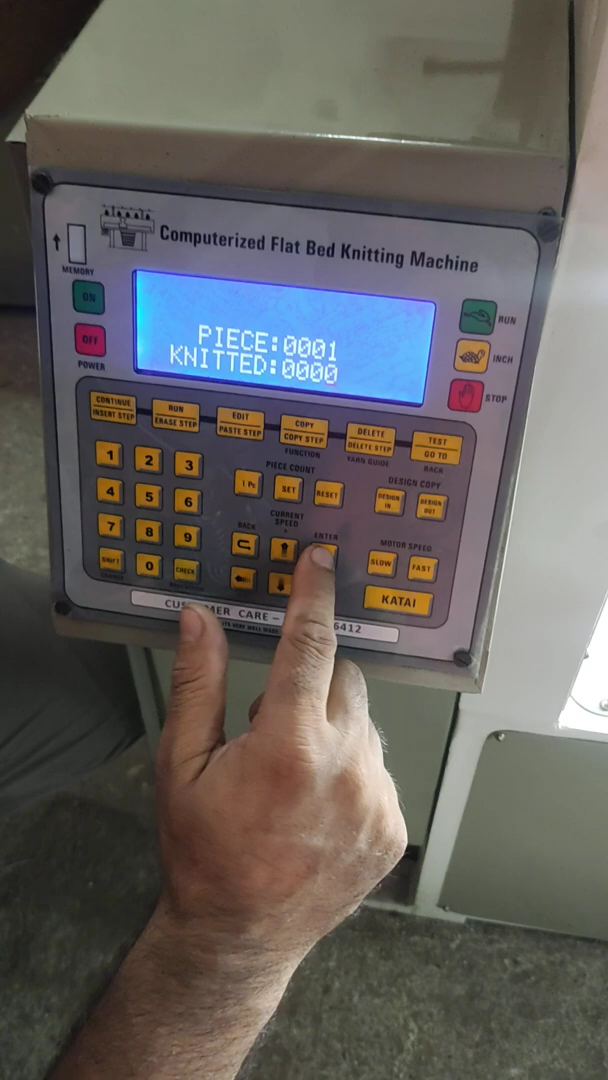 Computerized Flat Bed Knitting Machine
MEMORY
ON
OFF
POWER
PIECE:0001
KNITTED:0000
RUN
INCH
STOP
CONTINUE
INSERT STEP
RUN
ERASE STEP
EDIT
PASTE STEP
COPY
COPY STEP
DELETE
DELETE STEP
TEST
GO TO
FUNCTION
YARN GUIDE
RACK
1 2 3
4 5 6
7 8 9
SHIFT 0 CHECK
PIECE COUNT
1 Pc SET RESET
DESIGN COPY
DESIGN IN
DESIGN OUT
CURRENT SPEED
BACK
ENTER
MOTOR SPEED
SLOW FAST
KATAI
CARE –
6412